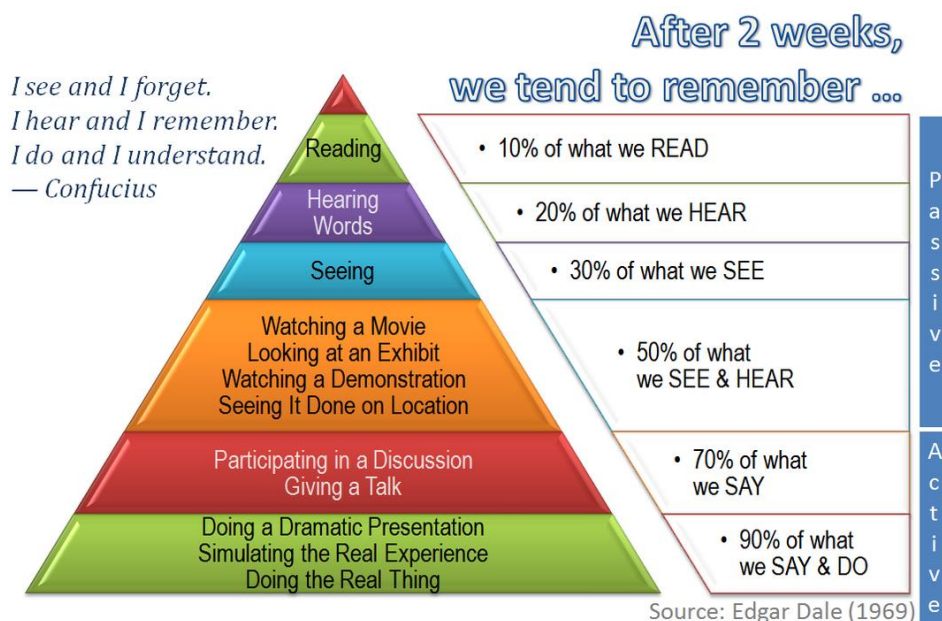 After 2 weeks,
we tend to remember ...
I see and I forget.
I hear and I remember.
I do and I understand.
— Confucius
Reading
• 10% of what we READ
Hearing
Words
• 20% of what we HEAR
Seeing
• 30% of what we SEE
Watching a Movie
Looking at an Exhibit
Watching a Demonstration
Seeing It Done on Location
• 50% of what
we SEE & HEAR
Passive
Participating in a Discussion
Giving a Talk
• 70% of what
we SAY
Doing a Dramatic Presentation
Simulating the Real Experience
Doing the Real Thing
• 90% of what
we SAY & DO
Active
Source: Edgar Dale (1969)